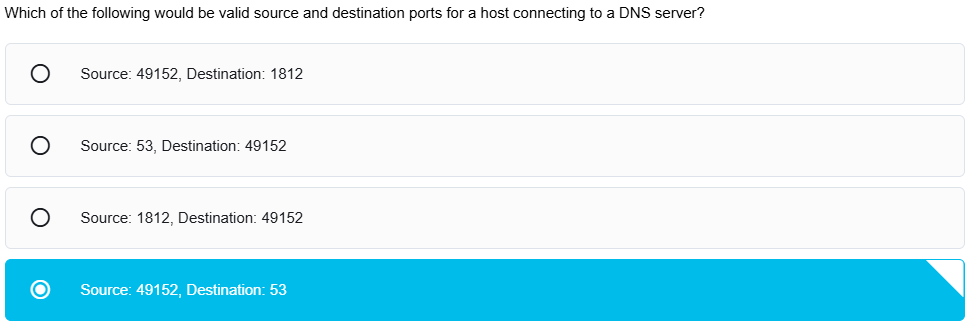 Which of the following would be valid source and destination ports for a host connecting to a DNS server?
Source: 49152, Destination: 1812
Source: 53, Destination: 49152
Source: 1812, Destination: 49152
Source: 49152, Destination: 53